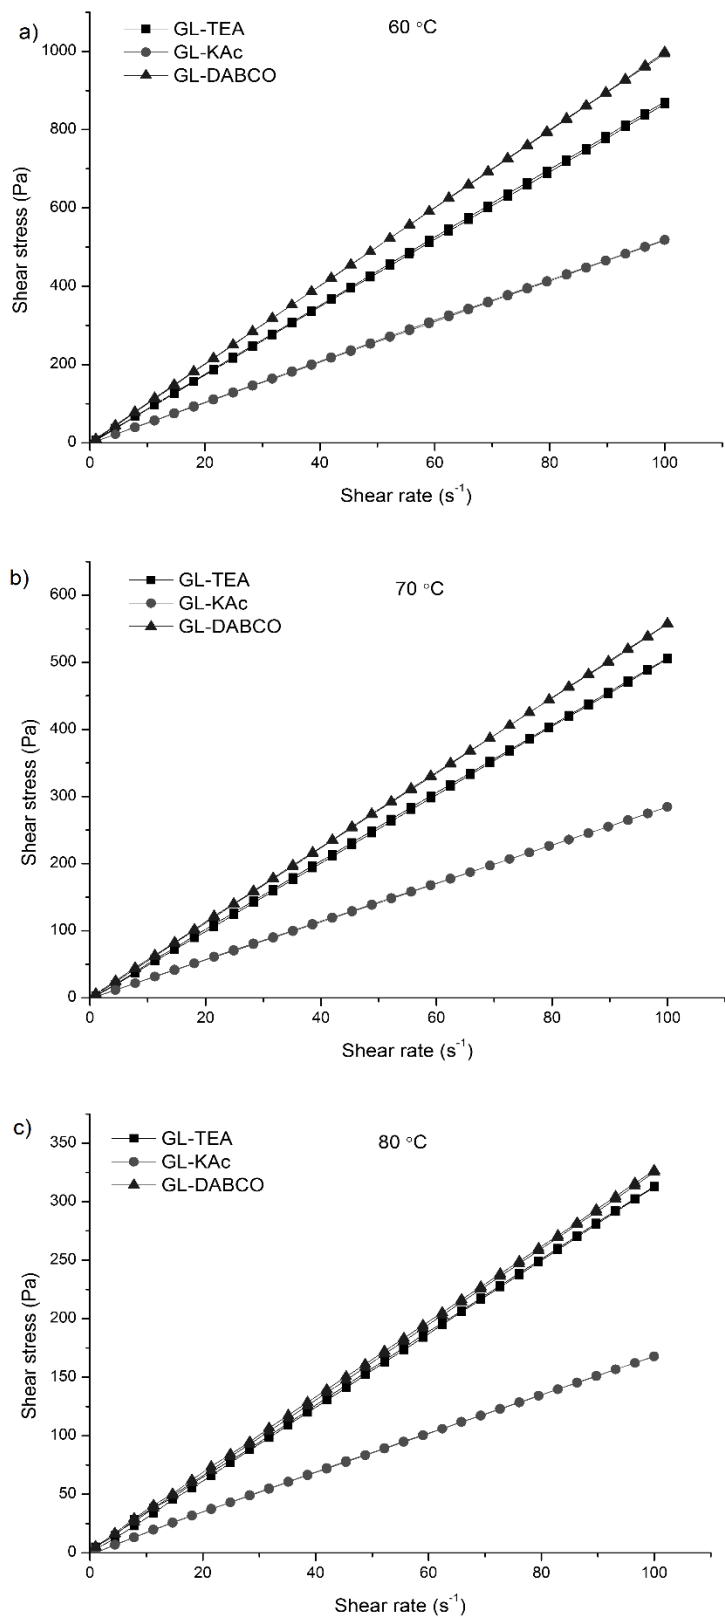 a)
60 °C
GL-TEA
GL-KAc
GL-DABCO
1000
800
600
400
200
0
Shear stress (Pa)
0 20 40 60 80 100
Shear rate (s⁻¹)
b)
70 °C
GL-TEA
GL-KAc
GL-DABCO
600
500
400
300
200
100
0
Shear stress (Pa)
0 20 40 60 80 100
Shear rate (s⁻¹)
c)
80 °C
GL-TEA
GL-KAc
GL-DABCO
350
300
250
200
150
100
50
0
Shear stress (Pa)
0 20 40 60 80 100
Shear rate (s⁻¹)